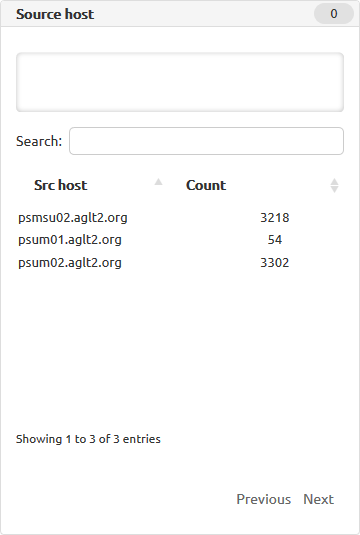 Source host 0
Search:
Src host Count
psmsu02.aglt2.org 3218
psum01.aglt2.org 54
psum02.aglt2.org 3302
Showing 1 to 3 of 3 entries
Previous Next